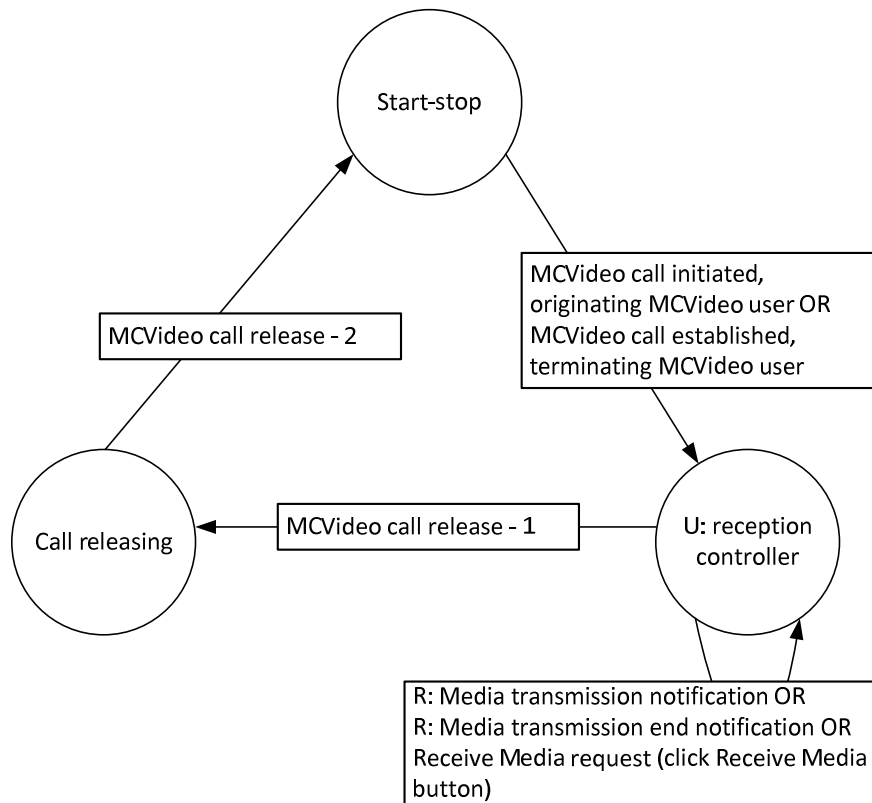 Start-stop
MCVideo call initiated,
originating MCVideo user OR
MCVideo call established,
terminating MCVideo user
MCVideo call release - 2
MCVideo call release - 1
Call releasing
U: reception
controller
R: Media transmission notification OR
R: Media transmission end notification OR
Receive Media request (click Receive Media
button)